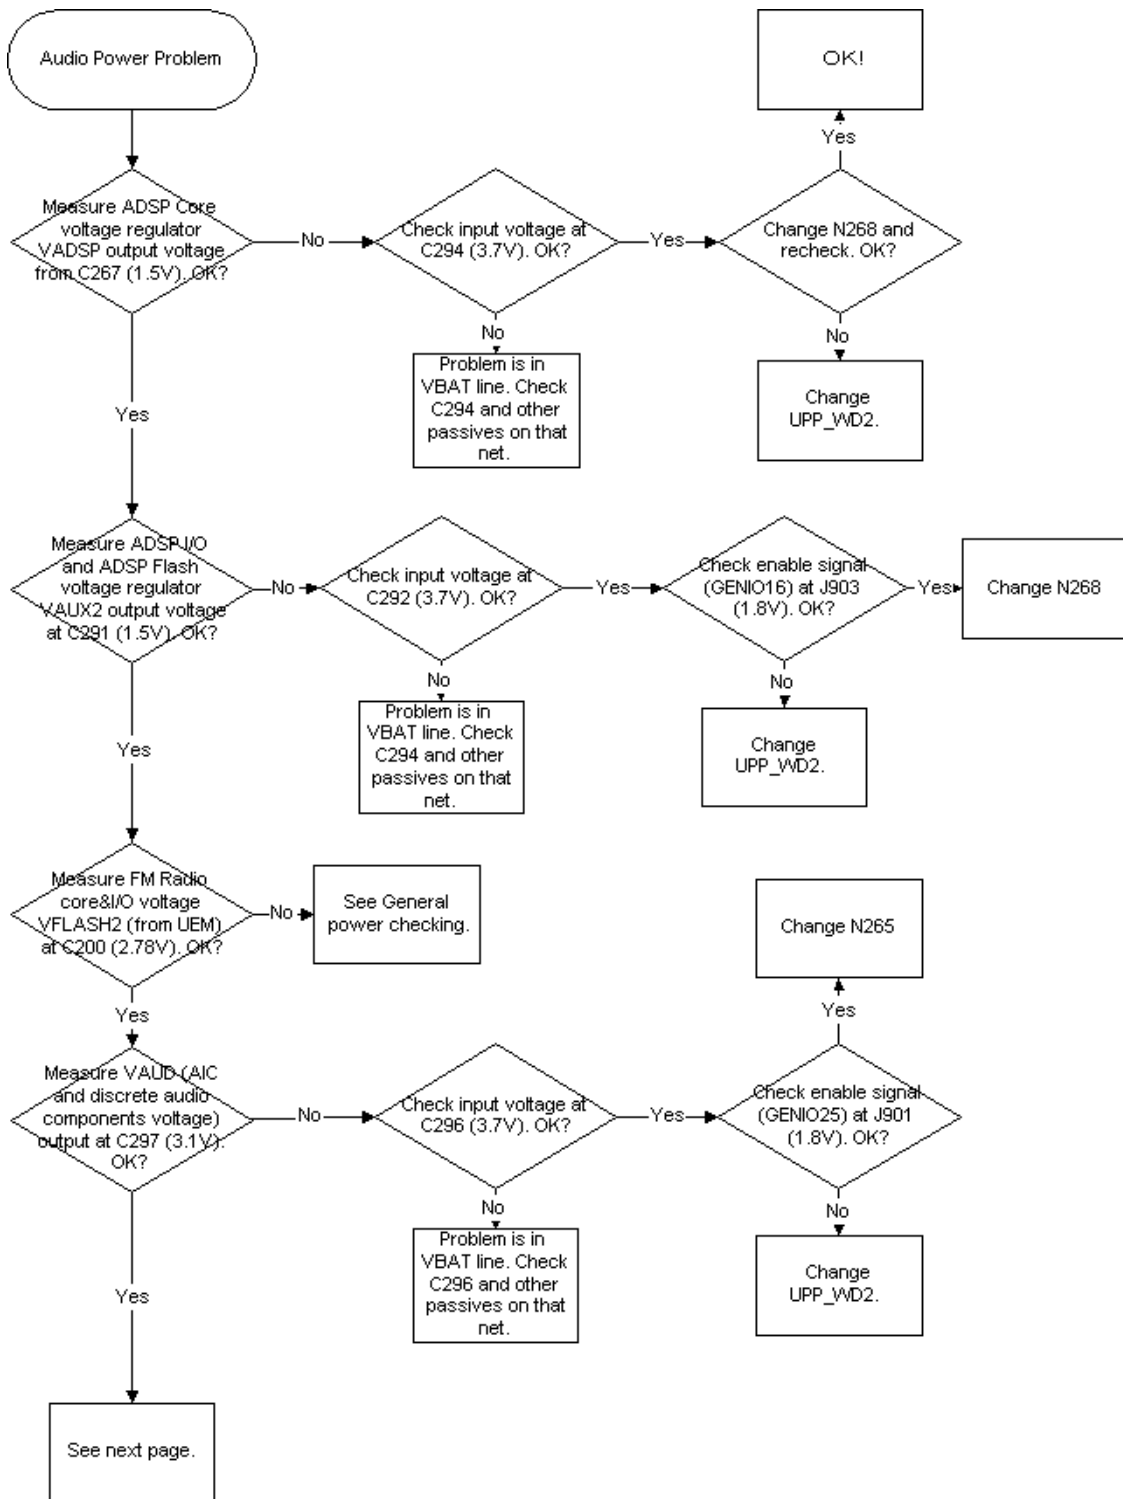 Audio Power Problem
OK!
Yes
Measure ADSP Core
voltage regulator
VADSP output voltage
from C267 (1.5V). OK?
No
Check input voltage at
C294 (3.7V). OK?
Yes
Change N268 and
recheck. OK?
No
Problem is in
VBAT line. Check
C294 and other
passives on that
net.
No
Change
UPP_WD2.
Yes
Measure ADSP I/O
and ADSP Flash
voltage regulator
VAUX2 output voltage
at C291 (1.5V). OK?
No
Check input voltage at
C292 (3.7V). OK?
Yes
Check enable signal
(GENIO16) at J903
(1.8V). OK?
Yes
Change N268
No
Problem is in
VBAT line. Check
C294 and other
passives on that
net.
No
Change
UPP_WD2.
Yes
Measure FM Radio
core&I/O voltage
VFLASH2 (from UEM)
at C200 (2.78V). OK?
No
See General
power checking.
Change N265
Yes
Yes
Measure VAUD (AIC
and discrete audio
components voltage)
output at C297 (3.1V).
OK?
No
Check input voltage at
C296 (3.7V). OK?
Yes
Check enable signal
(GENIO25) at J901
(1.8V). OK?
No
Problem is in
VBAT line. Check
C296 and other
passives on that
net.
No
Change
UPP_WD2.
Yes
See next page.